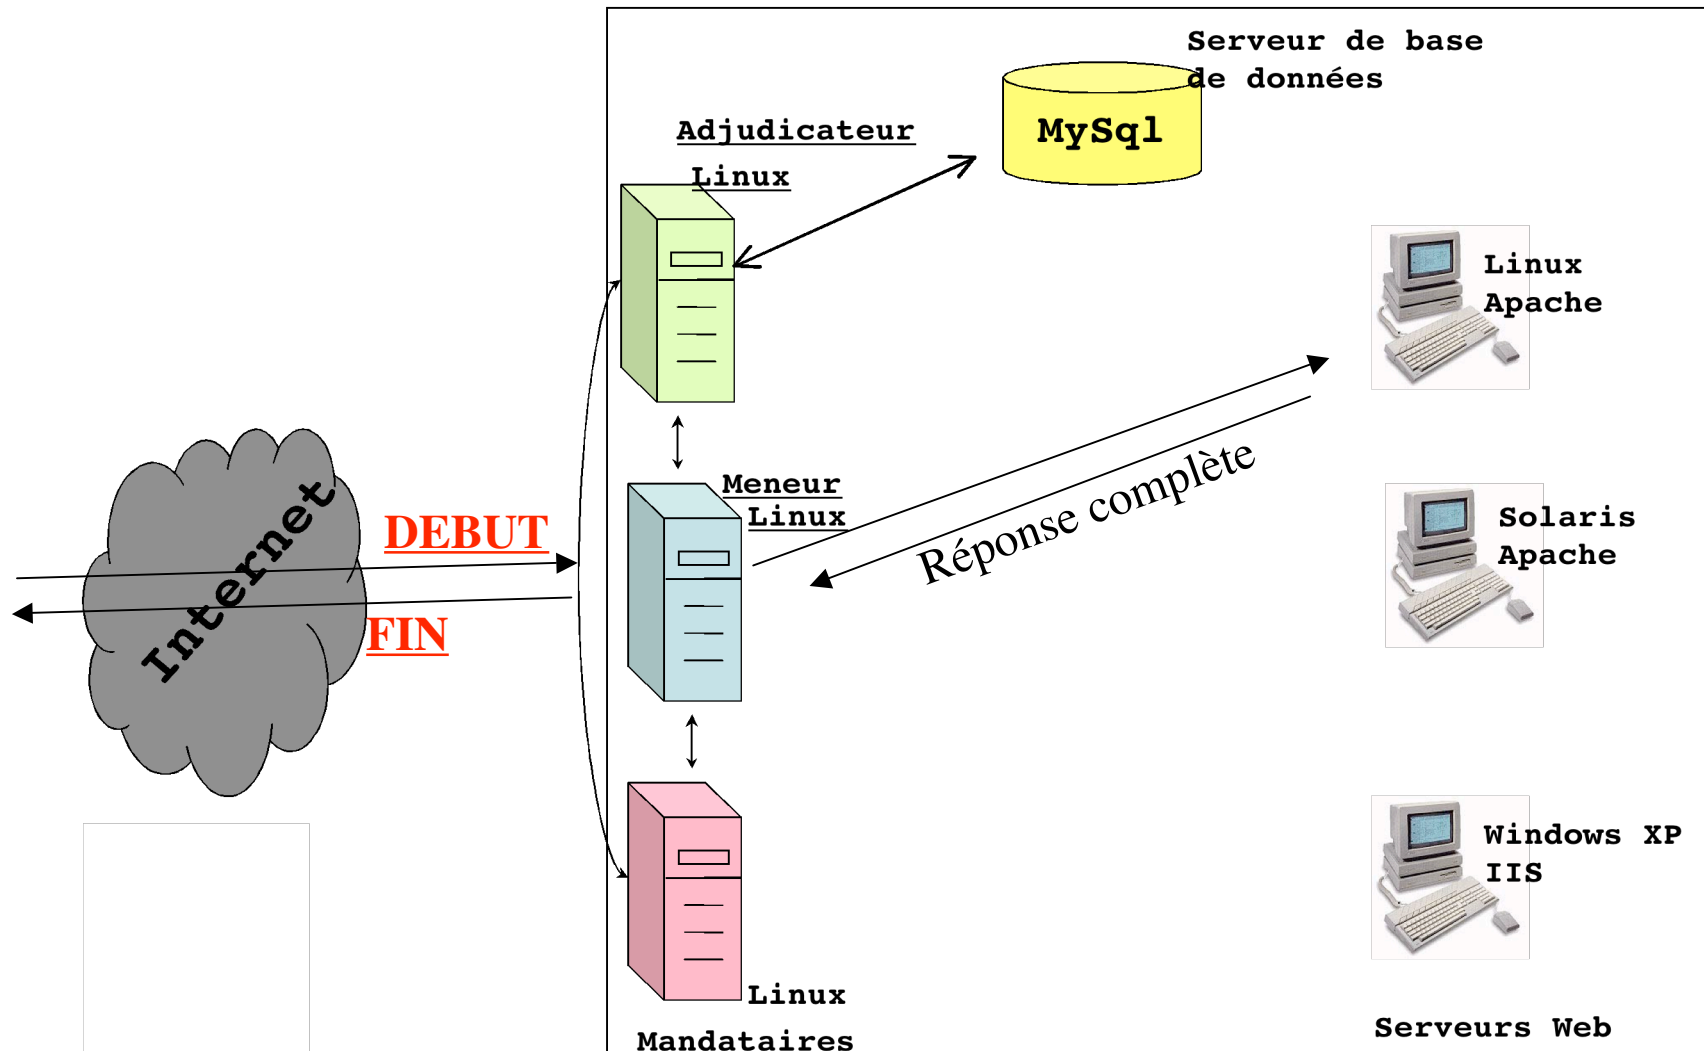 Serveur de base
de données
MySql
Adjudicateur
Linux
Linux
Apache
Meneur
Linux
Réponse complète
DEBUT
Internet
FIN
Solaris
Apache
Windows XP
IIS
Linux
Mandataires
Serveurs Web